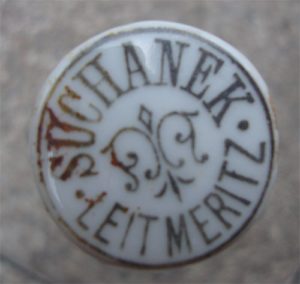 SUCHANEK · LEITMERITZ ·